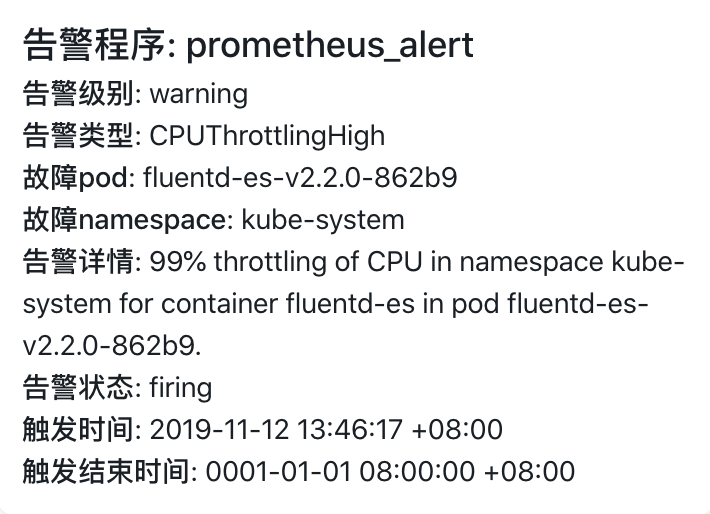 告警程序: prometheus_alert
告警级别: warning
告警类型: CPUThrottlingHigh
故障pod: fluentd-es-v2.2.0-862b9
故障namespace: kube-system
告警详情: 99% throttling of CPU in namespace kube-
system for container fluentd-es in pod fluentd-es-
v2.2.0-862b9.
告警状态: firing
触发时间: 2019-11-12 13:46:17 +08:00
触发结束时间: 0001-01-01 08:00:00 +08:00